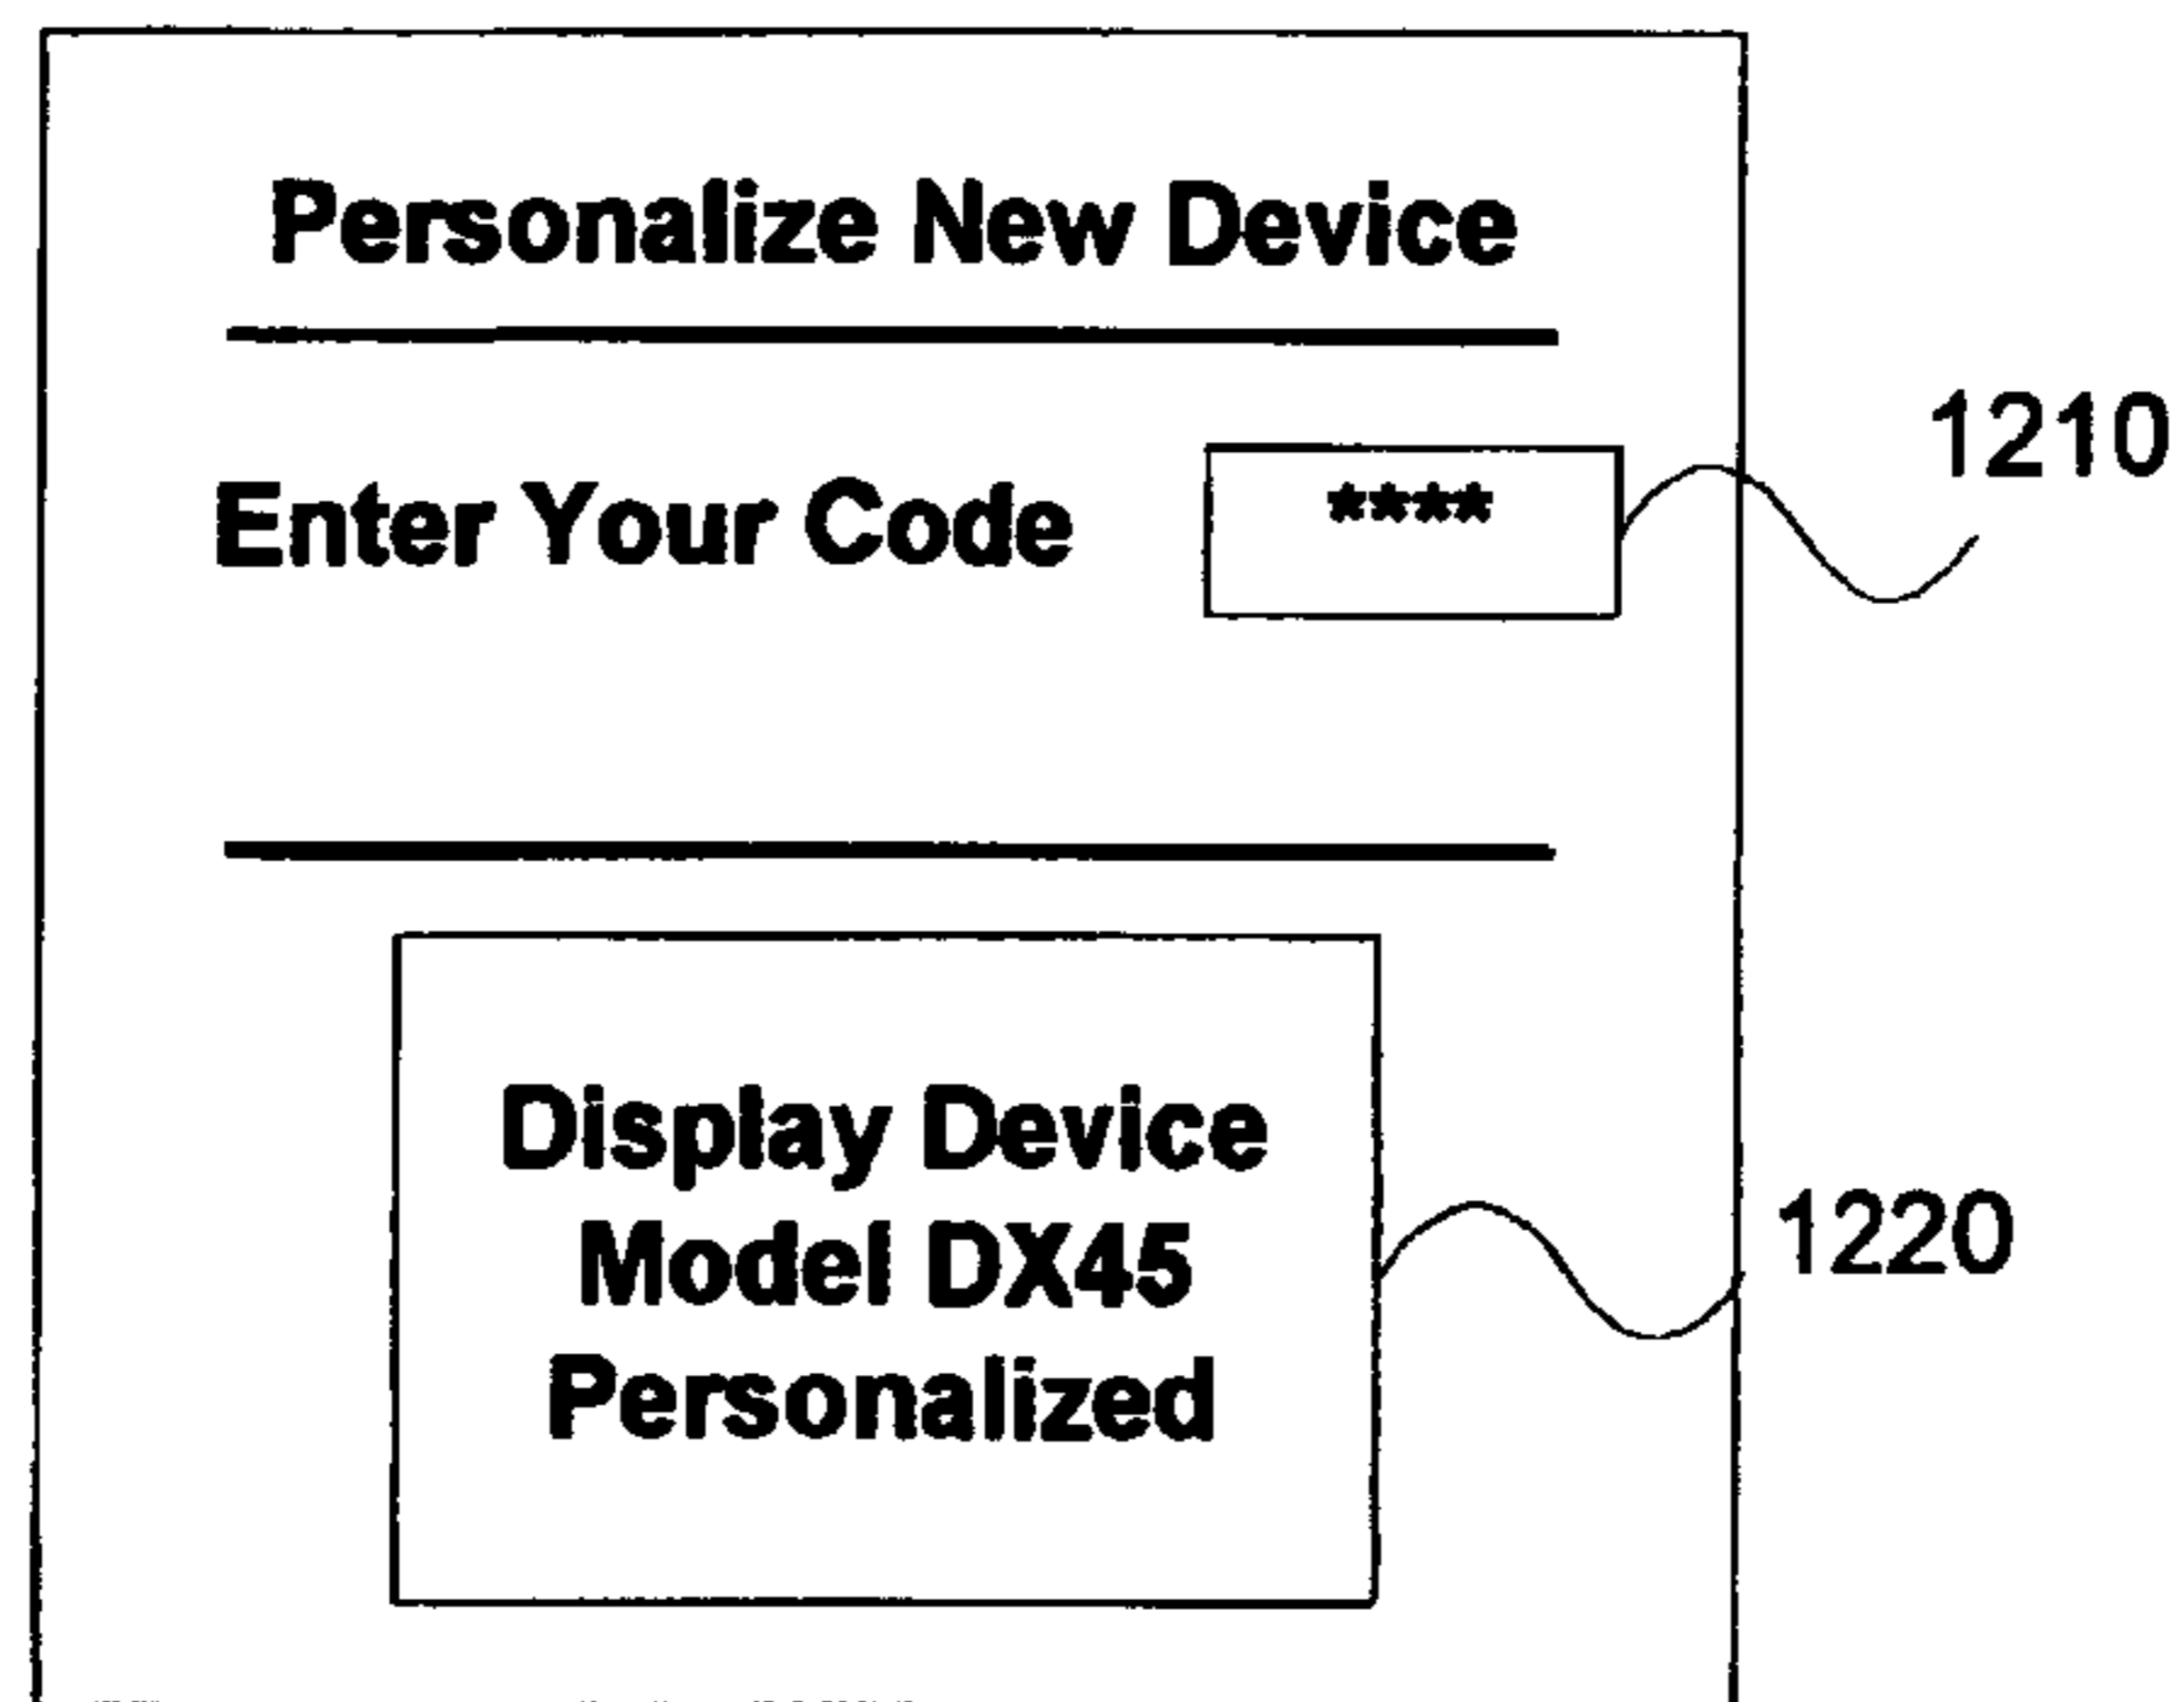 Personalize New Device
1210
Enter Your Code ****
Display Device
Model DX45
Personalized
1220